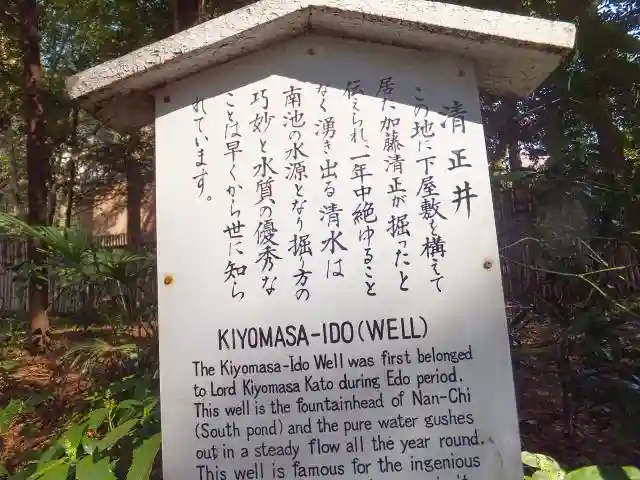 清正井
この地に下屋敷を構えて
居た加藤清正が掘ったと
伝えられ、一年中絶ゆること
なく湧き出る清水は
南池の水源となり掘り方の
巧妙と水質の優秀な
ことは早くから世に知ら
れています。
KIYOMASA-IDO (WELL)
The Kiyomasa-Ido Well was first belonged
to Lord Kiyomasa Kato during Edo period.
This well is the fountainhead of Nan-Chi
(South pond) and the pure water gushes
out in a steady flow all the year round.
This well is famous for the ingenious